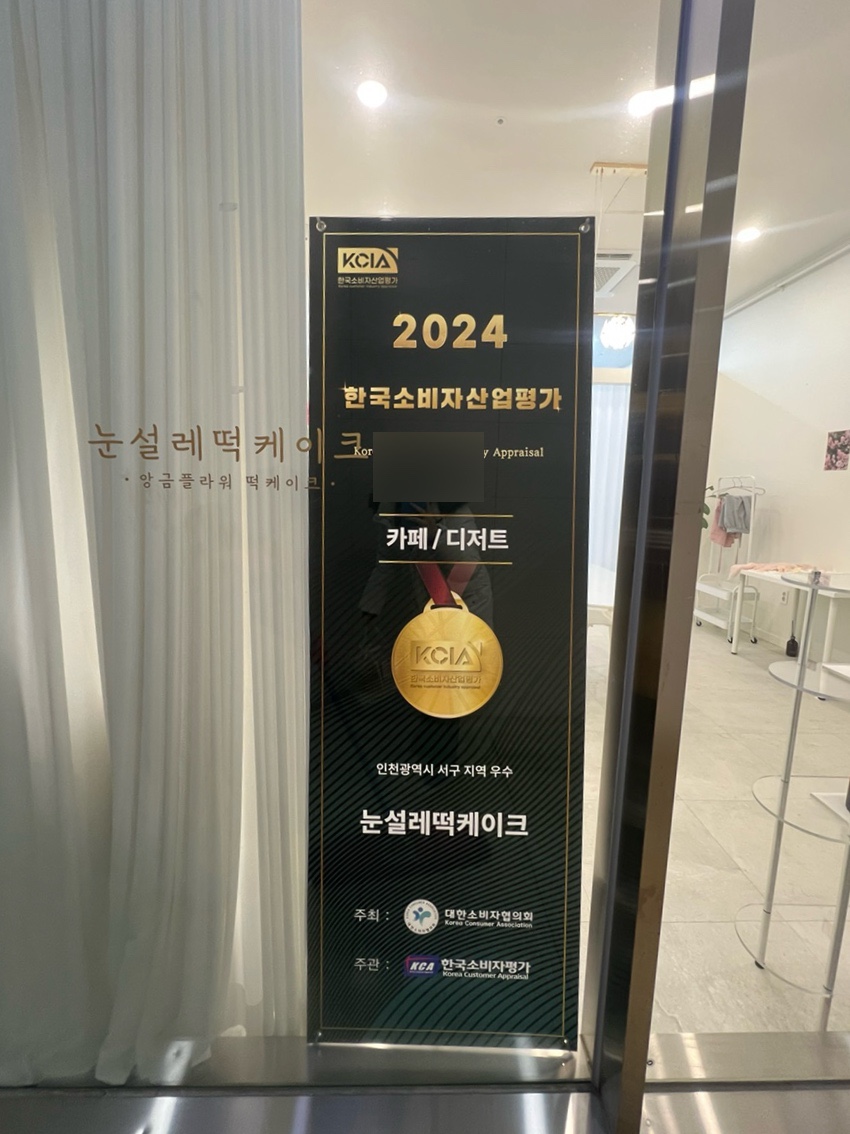 눈설레떡케이크
· 앙금플라워 떡케이크 ·
KCIA
한국소비자산업평가
2024
한국소비자산업평가
y Appraisal
카페 / 디저트
KCIA
한국소비자산업평가
인천광역시 서구 지역 우수
눈설레떡케이크
주최 : 대한소비자협의회
Korea Consumer Association
주관 : KCA 한국소비자평가
Korea Customer Appraisal